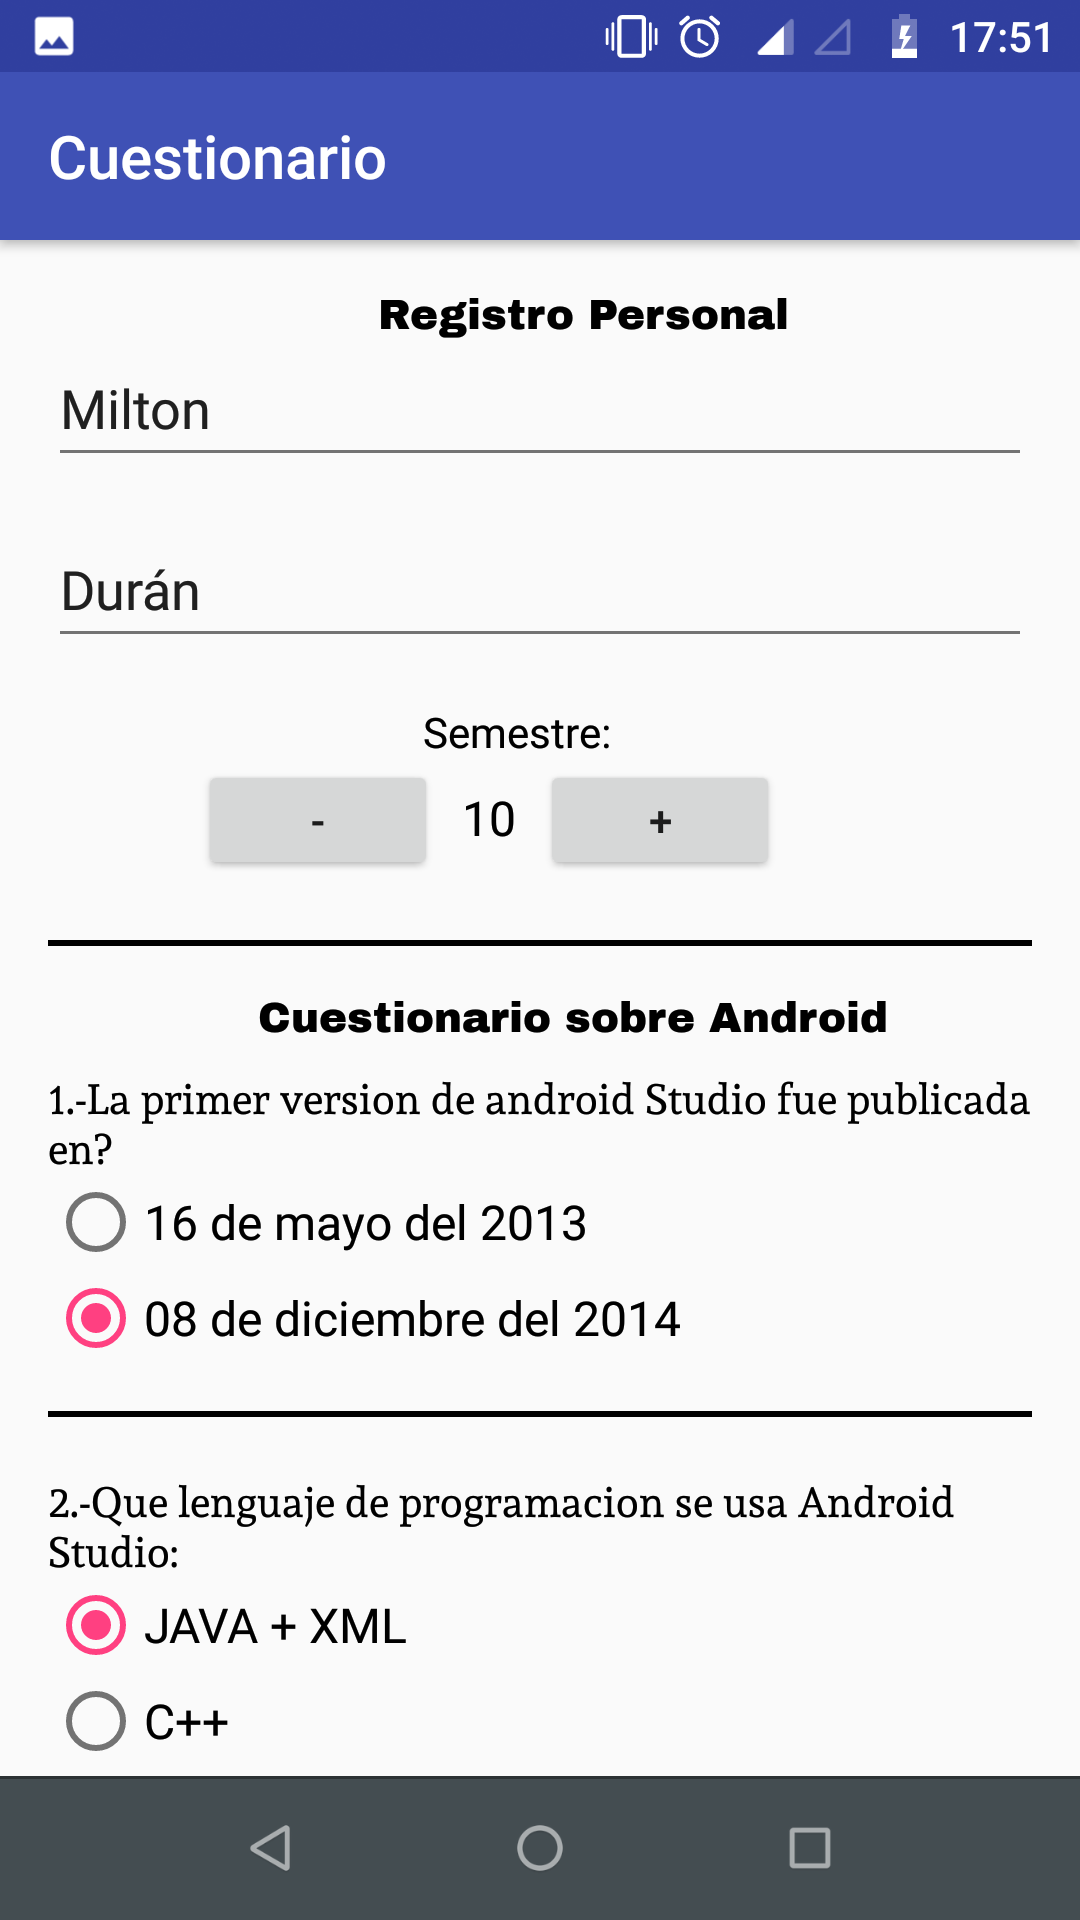 17:51
Cuestionario
Registro Personal
Milton
Durán
Semestre:
- 10 +
Cuestionario sobre Android
1.-La primer version de android Studio fue publicada
en?
16 de mayo del 2013
08 de diciembre del 2014
2.-Que lenguaje de programacion se usa Android
Studio:
JAVA + XML
C++